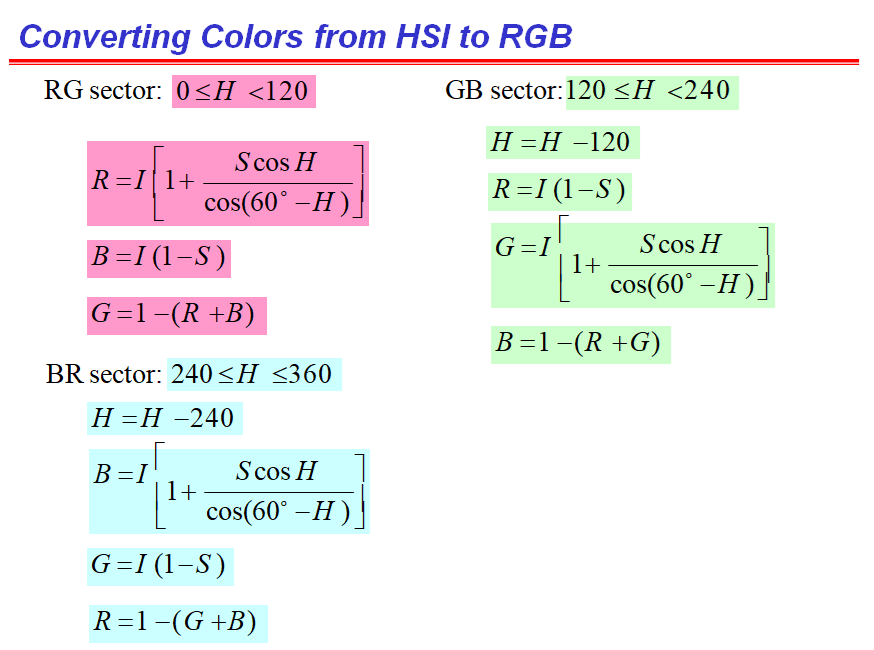 Converting Colors from HSI to RGB
RG sector: 0 ≤ H < 120
R = I [1 + S cos H / cos(60° − H)]
B = I (1 − S)
G = 1 − (R + B)
GB sector: 120 ≤ H < 240
H = H − 120
R = I (1 − S)
G = I [1 + S cos H / cos(60° − H)]
B = 1 − (R + G)
BR sector: 240 ≤ H ≤ 360
H = H − 240
B = I [1 + S cos H / cos(60° − H)]
G = I (1 − S)
R = 1 − (G + B)